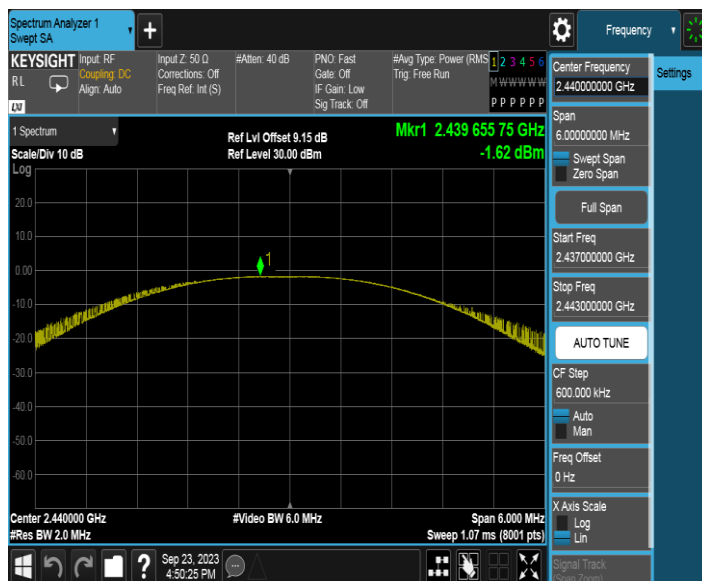 Spectrum Analyzer 1
Swept SA
Frequency
KEYSIGHT
RL
LXI
Input: RF
Coupling: DC
Align: Auto
Input Z: 50 Ω
Corrections: Off
Freq Ref: Int (S)
#Atten: 40 dB
PNO: Fast
Gate: Off
IF Gain: Low
Sig Track: Off
#Avg Type: Power (RMS
Trig: Free Run
1 2 3 4 5 6
M W W W W W
P P P P P P
Center Frequency
2.440000000 GHz
Settings
Span
6.00000000 MHz
Swept Span
Zero Span
Full Span
Start Freq
2.437000000 GHz
Stop Freq
2.443000000 GHz
AUTO TUNE
CF Step
600.000 kHz
Auto
Man
Freq Offset
0 Hz
X Axis Scale
Log
Lin
Signal Track
(Span Zoom)
1 Spectrum
Scale/Div 10 dB
Ref Lvl Offset 9.15 dB
Ref Level 30.00 dBm
Mkr1 2.439 655 75 GHz
-1.62 dBm
Log
20.0
10.0
0.00
-10.0
-20.0
-30.0
-40.0
-50.0
-60.0
1
Center 2.440000 GHz
#Res BW 2.0 MHz
#Video BW 6.0 MHz
Span 6.000 MHz
Sweep 1.07 ms (8001 pts)
?
Sep 23, 2023
4:50:25 PM